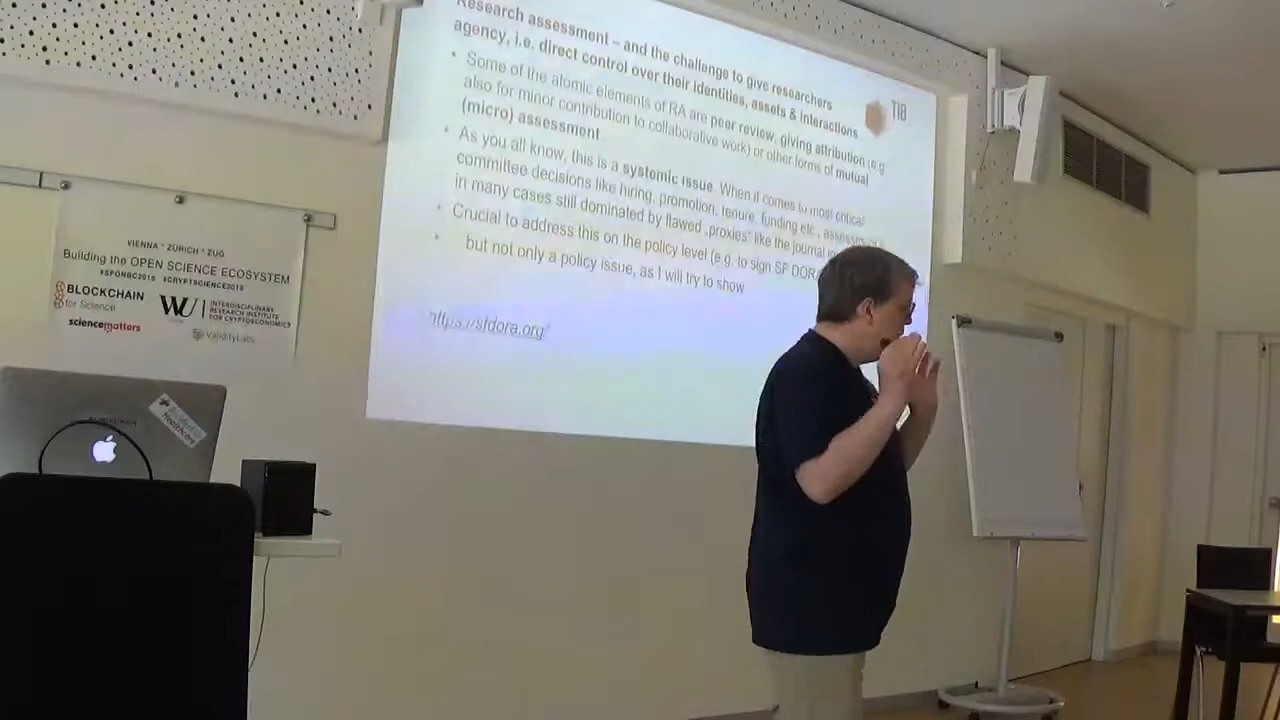 Research assessment – and the challenge to give researchers
agency, i.e. direct control over their identities, assets & interactions
• Some of the atomic elements of RA are peer review, giving attribution (e.g.
also for minor contribution to collaborative work) or other forms of mutual
(micro) assessment
• As you all know, this is a systemic issue. When it comes to most critical
committee decisions like hiring, promotion, tenure, funding etc., assessment
in many cases still dominated by flawed „proxies“ like the journal
• Crucial to address this on the policy level (e.g. to sign SF DORA
• but not only a policy issue, as I will try to show
https://sfdora.org
TIB
VIENNA * ZÜRICH * ZUG
Building the OPEN SCIENCE ECOSYSTEM
#SPONBC2019 #CRYPTSCIENCE2019
BLOCKCHAIN
for Science
WU
INTERDISCIPLINARY
RESEARCH INSTITUTE
FOR CRYPTOECONOMICS
sciencematters
ValidityLabs
BLOCKCHAIN
Healthcare